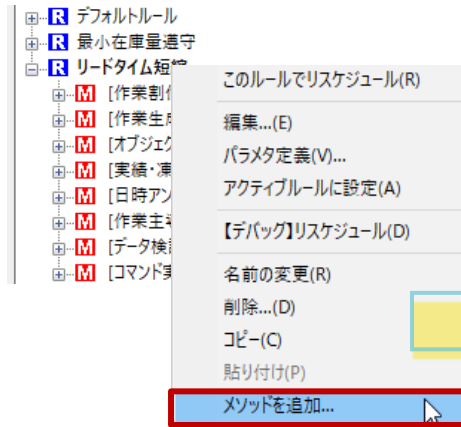 R デフォルトルール
R 最小在庫量遵守
R リードタイム短縮
M [作業割
M [作業生
M [オブジェク
M [実績・凍
M [日時アン
M [作業主
M [データ検
M [コマンド実
このルールでリスケジュール(R)
編集...(E)
パラメタ定義(V)...
アクティブルールに設定(A)
【デバッグ】リスケジュール(D)
名前の変更(R)
削除...(D)
コピー(C)
貼り付け(P)
メソッドを追加...